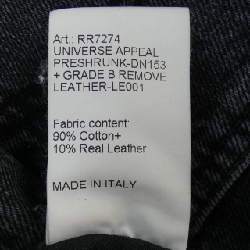 Art.: RR7274
UNIVERSE APPEAL
PRESHRUNK-DN153
+ GRADE B REMOVE
LEATHER-LE001
Fabric content:
90% Cotton+
10% Real Leather
MADE IN ITALY